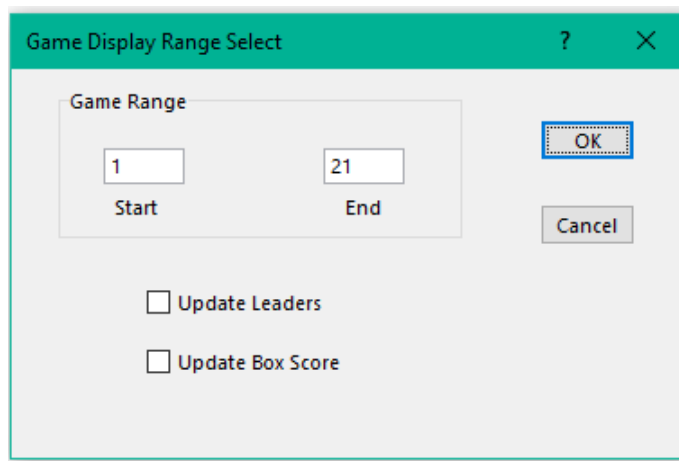 Game Display Range Select ? ×
Game Range
1 21
Start End
OK
Cancel
Update Leaders
Update Box Score